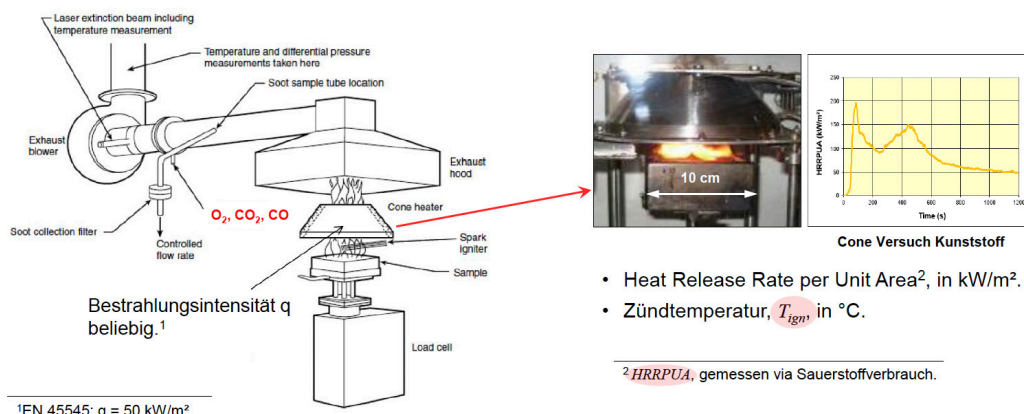 Laser extinction beam including
temperature measurement
Temperature and differential pressure
measurements taken here
Soot sample tube location
Exhaust
blower
Exhaust
hood
O2, CO2, CO
Cone heater
Soot collection filter
Controlled
flow rate
Spark
igniter
Sample
Bestrahlungsintensität q
beliebig.¹
Load cell
¹EN 45545: q = 50 kW/m²
10 cm
HRRPUA (kW/m²)
250
200
150
100
50
0
0 200 400 600 800 1000 1200
Time (s)
Cone Versuch Kunststoff
• Heat Release Rate per Unit Area², in kW/m².
• Zündtemperatur, Tign, in °C.
² HRRPUA, gemessen via Sauerstoffverbrauch.